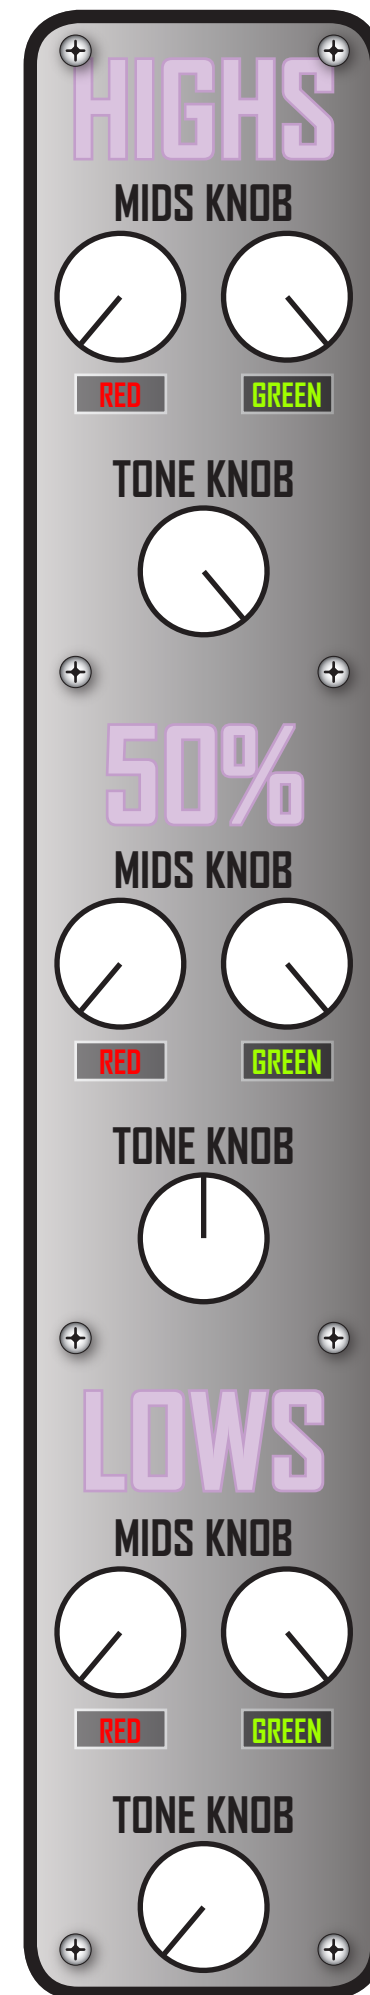 HIGHS
MIDS KNOB
RED GREEN
TONE KNOB
50%
MIDS KNOB
RED GREEN
TONE KNOB
LOWS
MIDS KNOB
RED GREEN
TONE KNOB